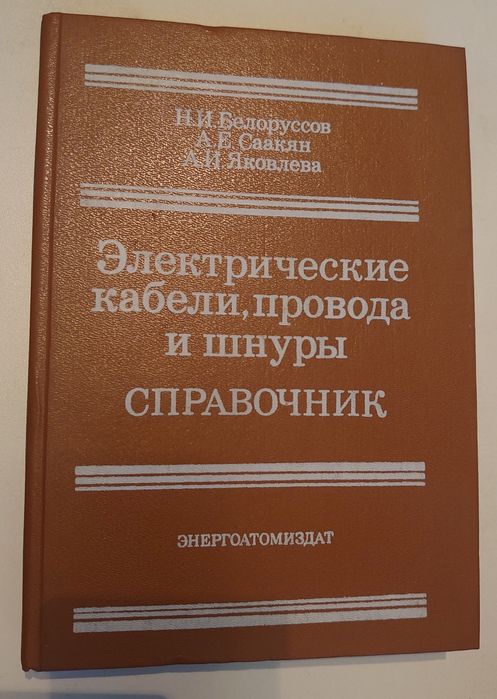 Н.И.Белоруссов
А.Е.Саакян
А.И.Яковлева
Электрические
кабели, провода
и шнуры
СПРАВОЧНИК
ЭНЕРГОАТОМИЗДАТ